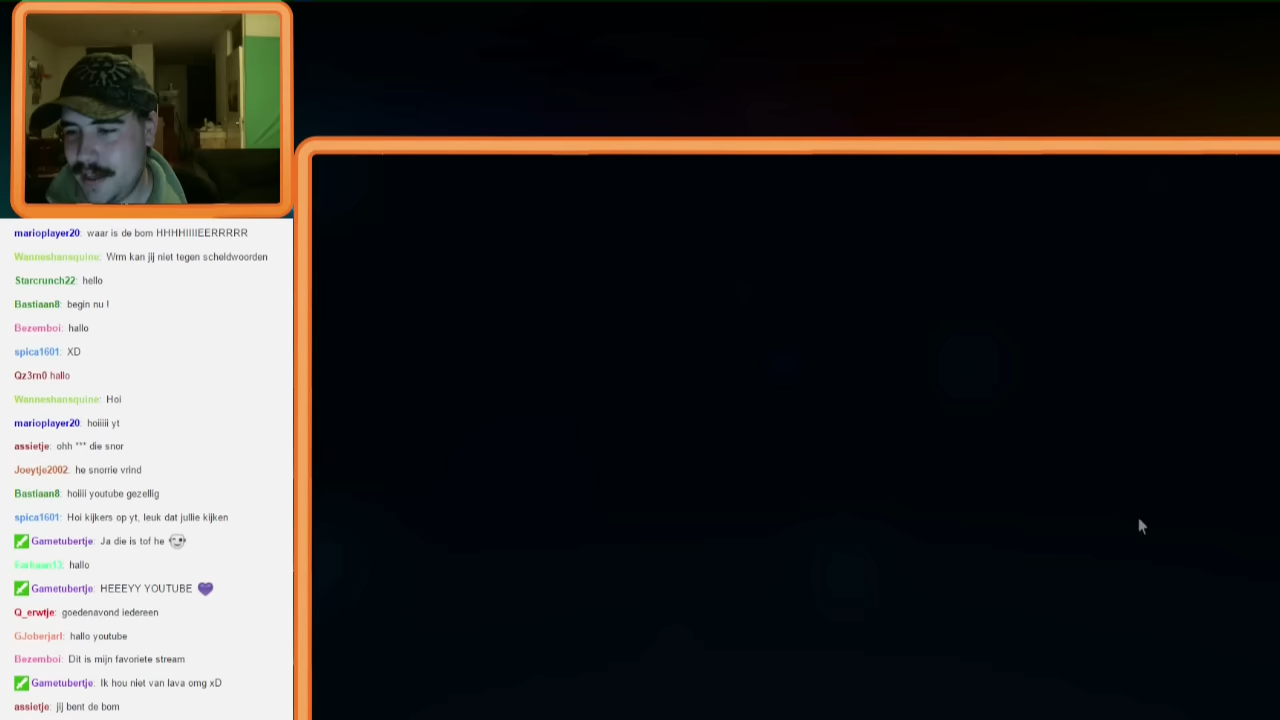 marioplayer20: waar is de bom HHHHIIIIEERRRRR
Wanneshansquine: Wrm kan jij niet tegen scheldwoorden
Starcrunch22: hello
Bastiaan8: begin nu !
Bezemboi: hallo
spica1601: XD
Qz3rn0 hallo
Wanneshansquine: Hoi
marioplayer20: hoiiiii yt
assietje: ohh *** die snor
Joeytje2002: he snorrie vrind
Bastiaan8: hoiiii youtube gezellig
spica1601: Hoi kijkers op yt, leuk dat jullie kijken
Gametubertje: Ja die is tof he
hallo
Gametubertje: HEEEYY YOUTUBE
Q_erwtje: goedenavond iedereen
GJoberjarl: hallo youtube
Bezemboi: Dit is mijn favoriete stream
Gametubertje: Ik hou niet van lava omg xD
assietje: jij bent de bom